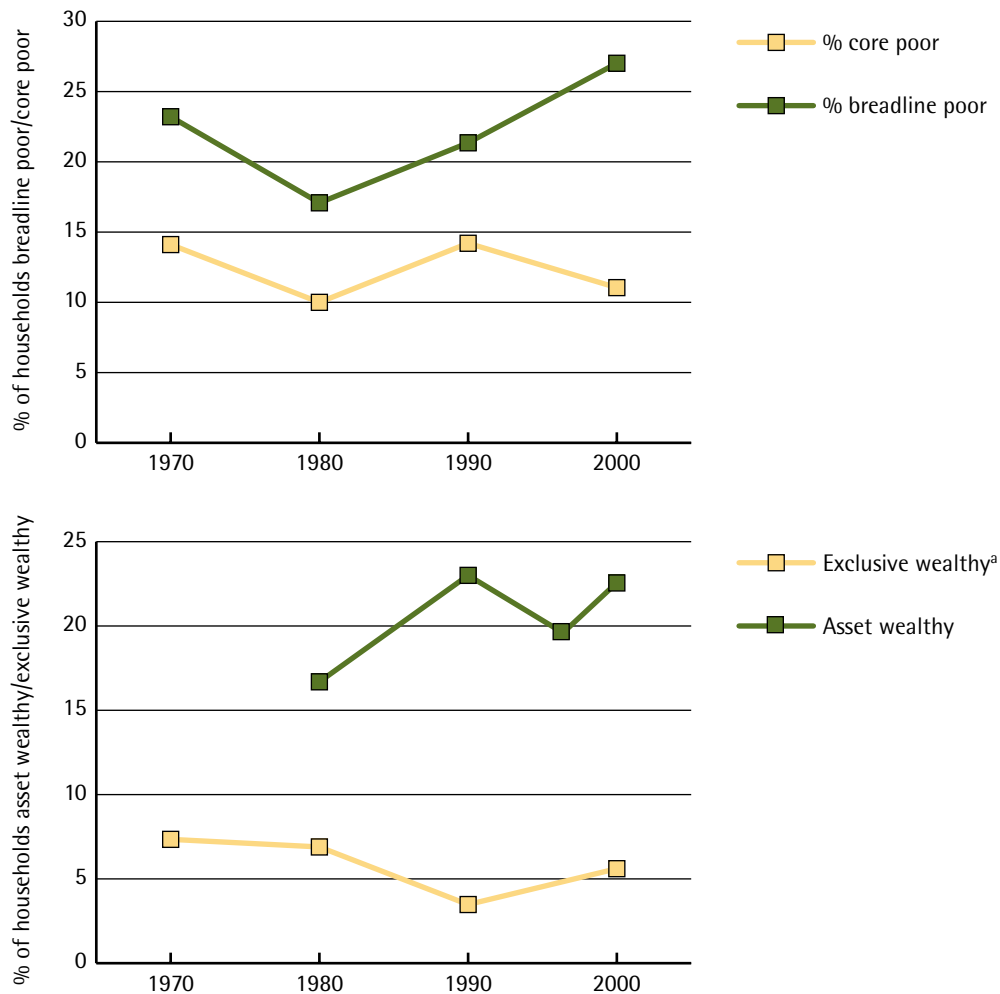 % of households breadline poor/core poor
30
25
20
15
10
5
0
1970 1980 1990 2000
% core poor
% breadline poor
% of households asset wealthy/exclusive wealthy
25
20
15
10
5
0
1970 1980 1990 2000
Exclusive wealthyᵃ
Asset wealthy